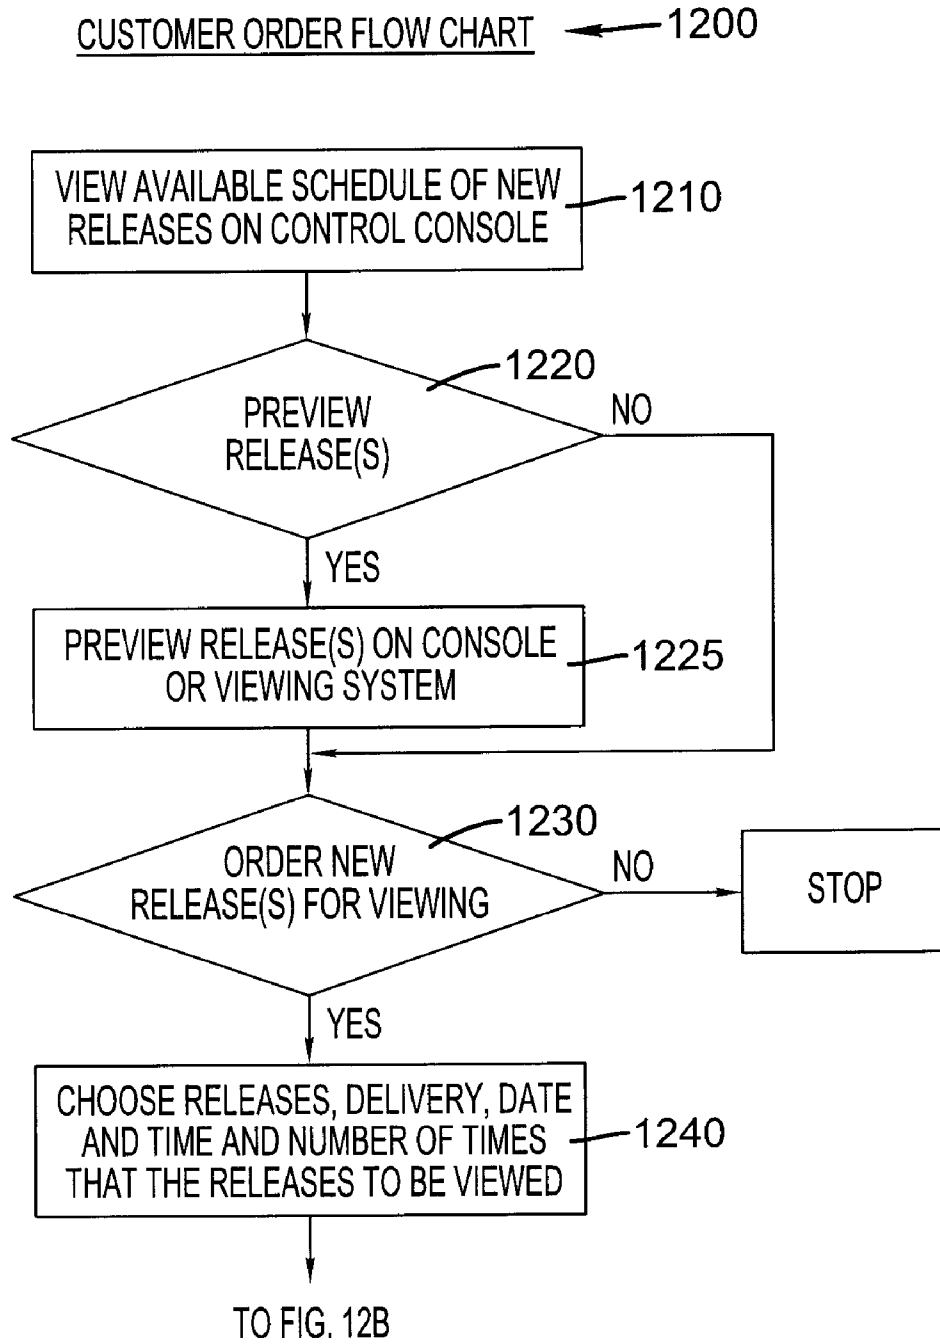 CUSTOMER ORDER FLOW CHART
1200
VIEW AVAILABLE SCHEDULE OF NEW
RELEASES ON CONTROL CONSOLE
1210
1220
PREVIEW
RELEASE(S)
NO
YES
PREVIEW RELEASE(S) ON CONSOLE
OR VIEWING SYSTEM
1225
1230
ORDER NEW
RELEASE(S) FOR VIEWING
NO
STOP
YES
CHOOSE RELEASES, DELIVERY, DATE
AND TIME AND NUMBER OF TIMES
THAT THE RELEASES TO BE VIEWED
1240
TO FIG. 12B